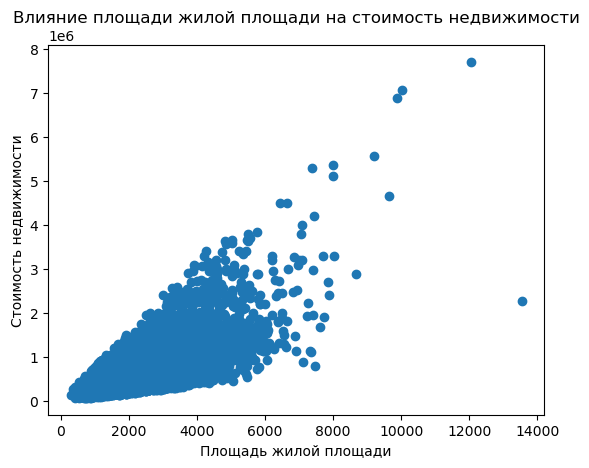 Влияние площади жилой площади на стоимость недвижимости
1e6
8
7
6
5
4
3
2
1
0
Стоимость недвижимости
0 2000 4000 6000 8000 10000 12000 14000
Площадь жилой площади